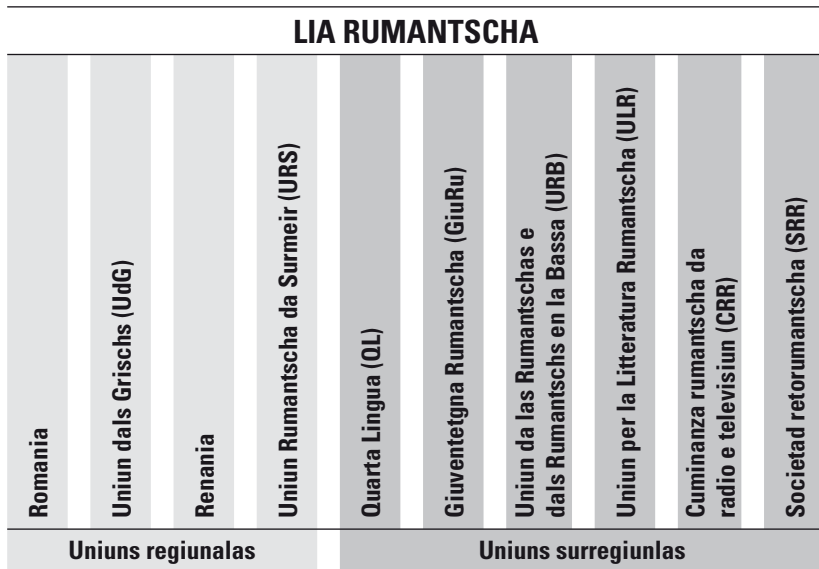 LIA RUMANTSCHA
Romania
Uniun dals Grischs (UdG)
Renania
Uniun Rumantscha da Surmeir (URS)
Quarta Lingua (QL)
Giuventetgna Rumantscha (GiuRu)
Uniun da las Rumantschas e
dals Rumantschs en la Bassa (URB)
Uniun per la Litteratura Rumantscha (ULR)
Cuminanza rumantscha da
radio e televisiun (CRR)
Societad retorumantscha (SRR)
Uniuns regiunalas
Uniuns surregiunlas